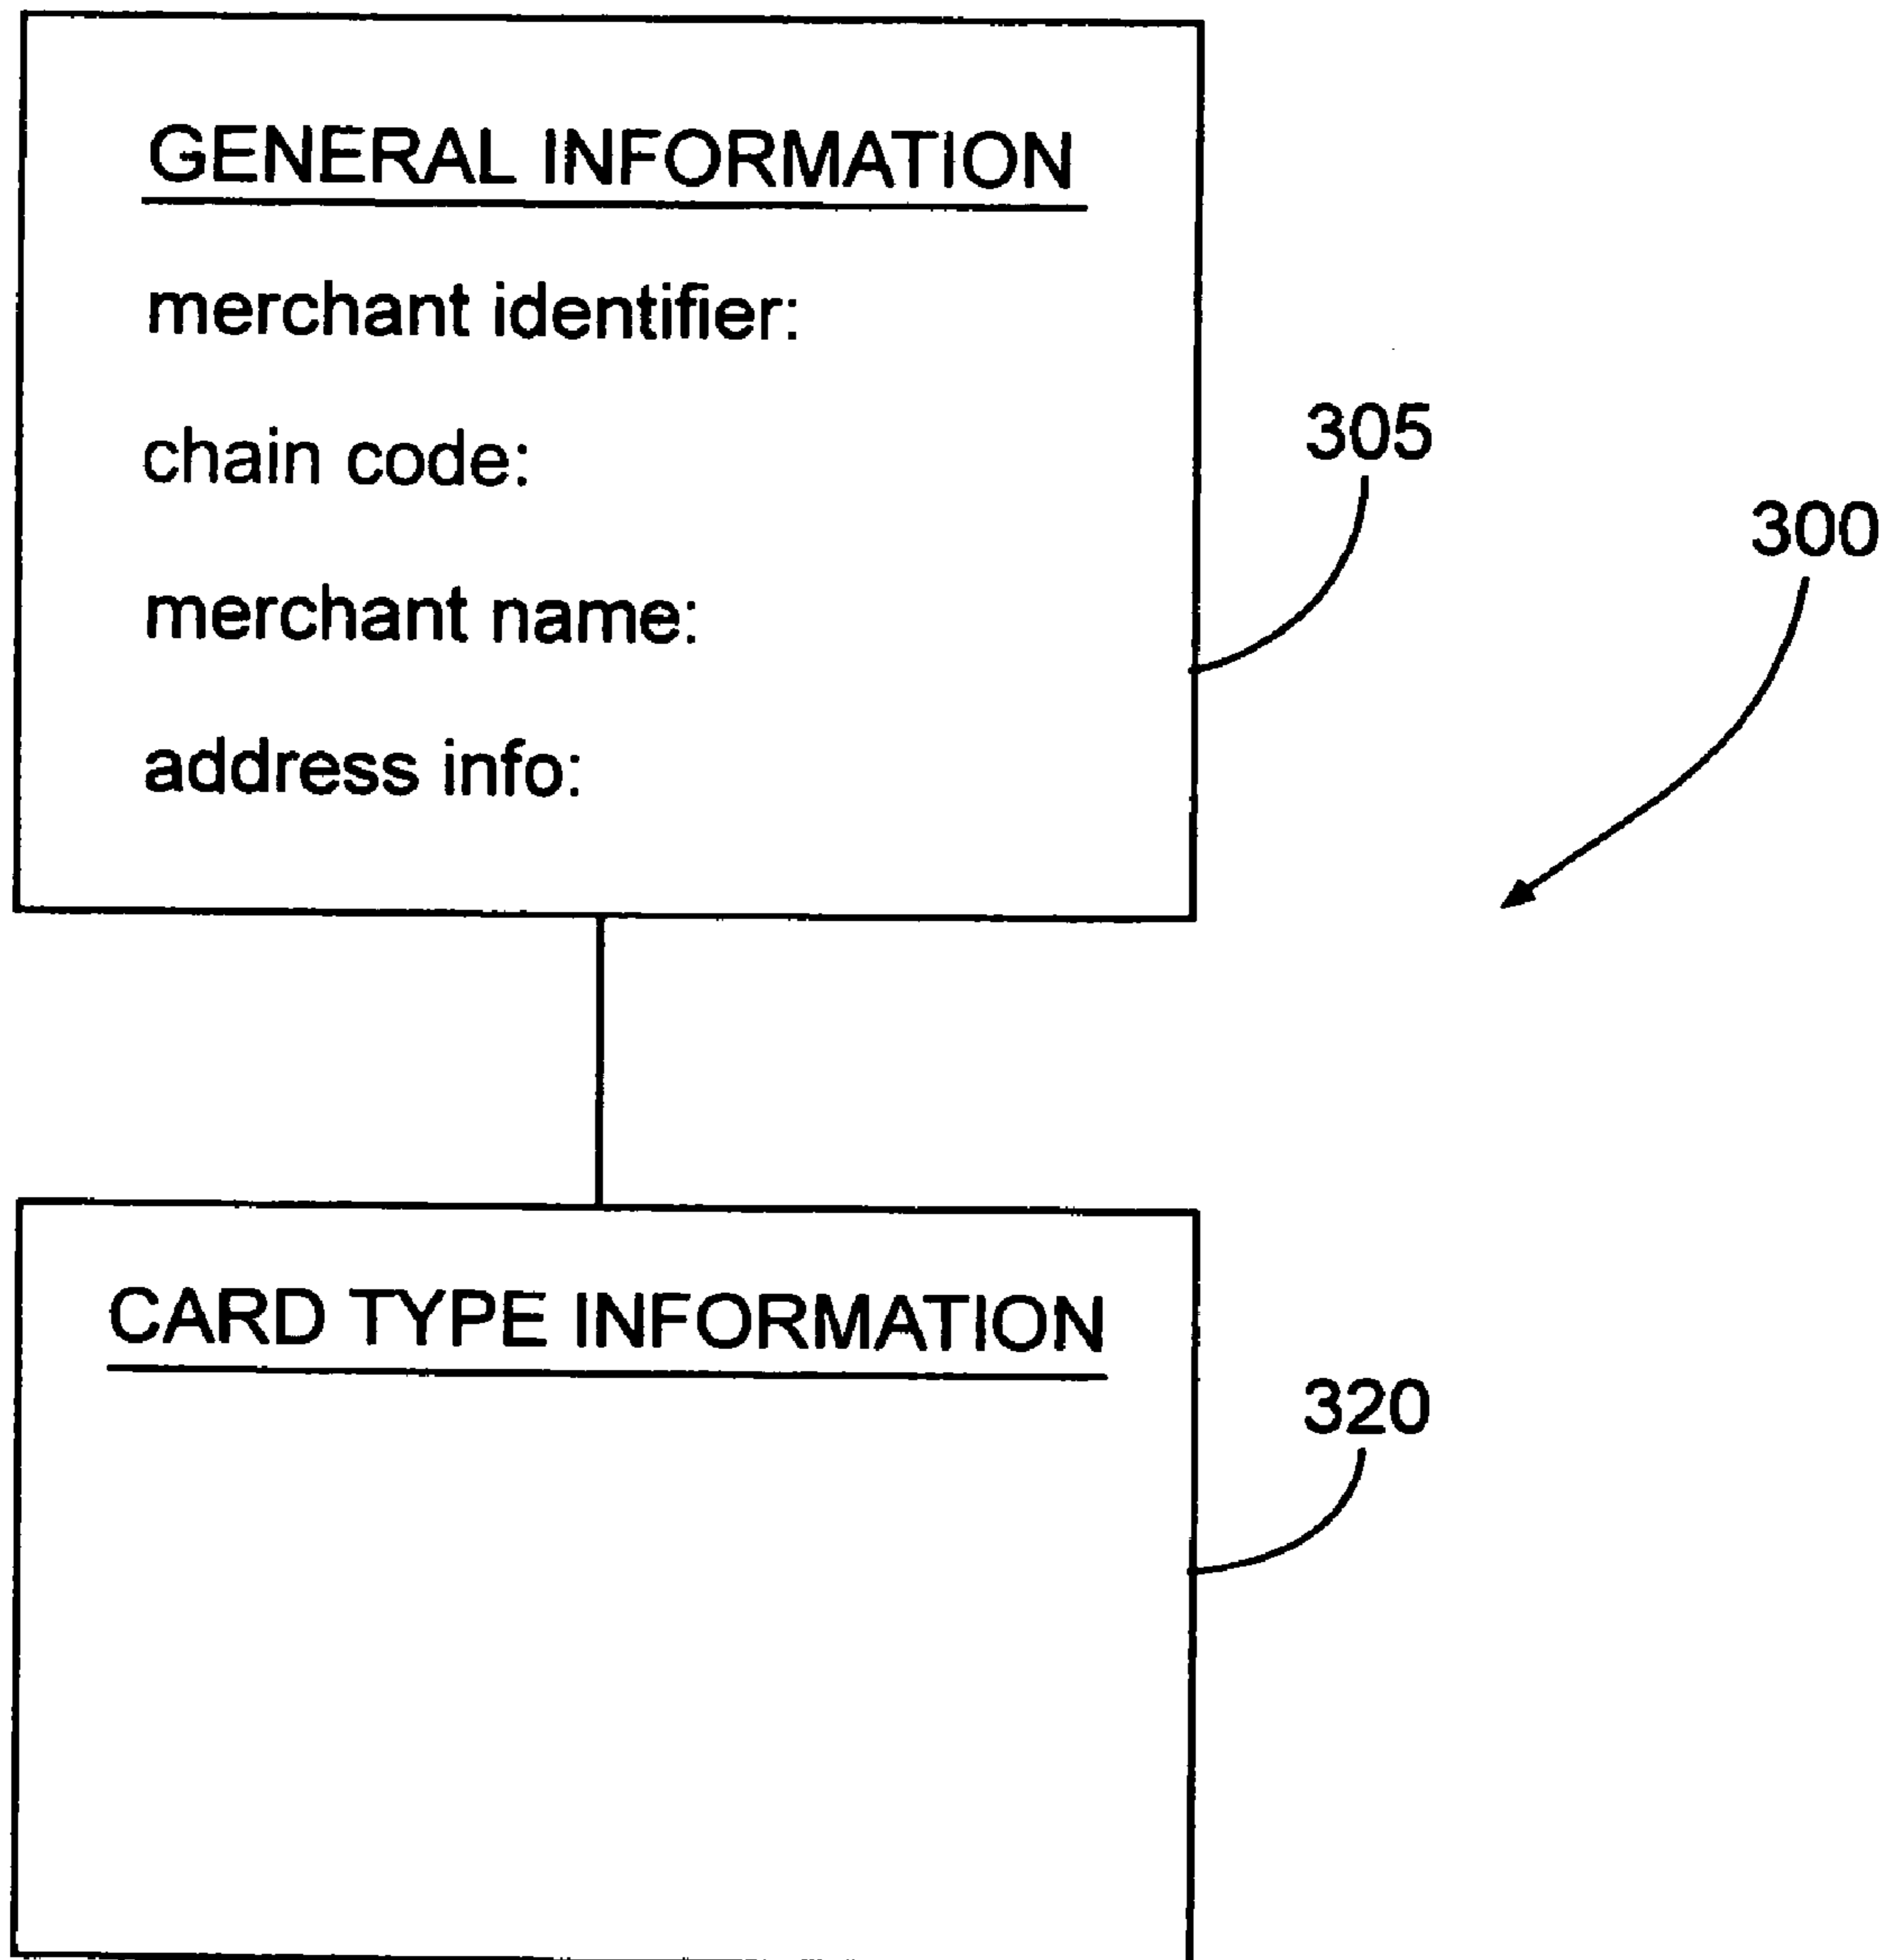 GENERAL INFORMATION
merchant identifier:
chain code:
merchant name:
address info:
305
300
CARD TYPE INFORMATION
320